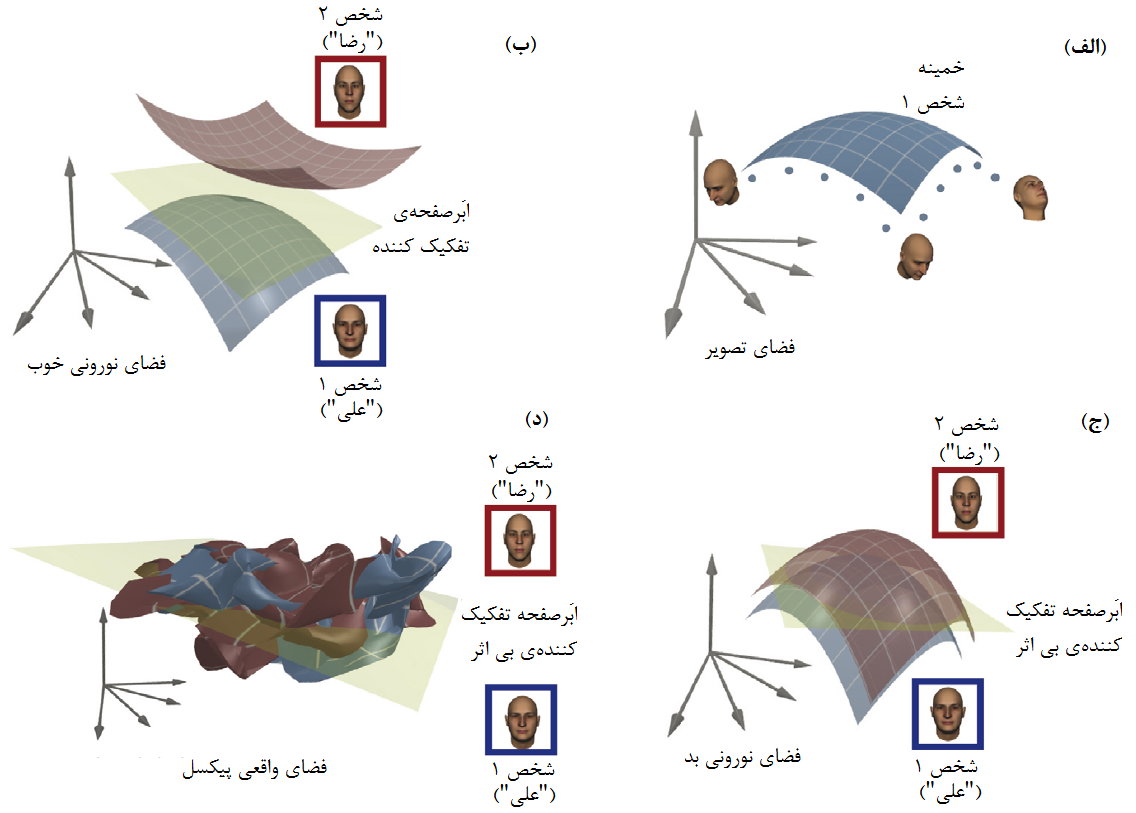 (الف)
خمینه
شخص ۱
فضای تصویر
(ب)
شخص ۲
("رضا")
اَبَرصفحه‌ی
تفکیک کننده
فضای نورونی خوب
شخص ۱
("علی")
(ج)
شخص ۲
("رضا")
ابَرصفحه تفکیک
کننده‌ی بی اثر
فضای نورونی بد
شخص ۱
("علی")
(د)
شخص ۲
("رضا")
ابَرصفحه تفکیک
کننده‌ی بی اثر
فضای واقعی پیکسل
شخص ۱
("علی")